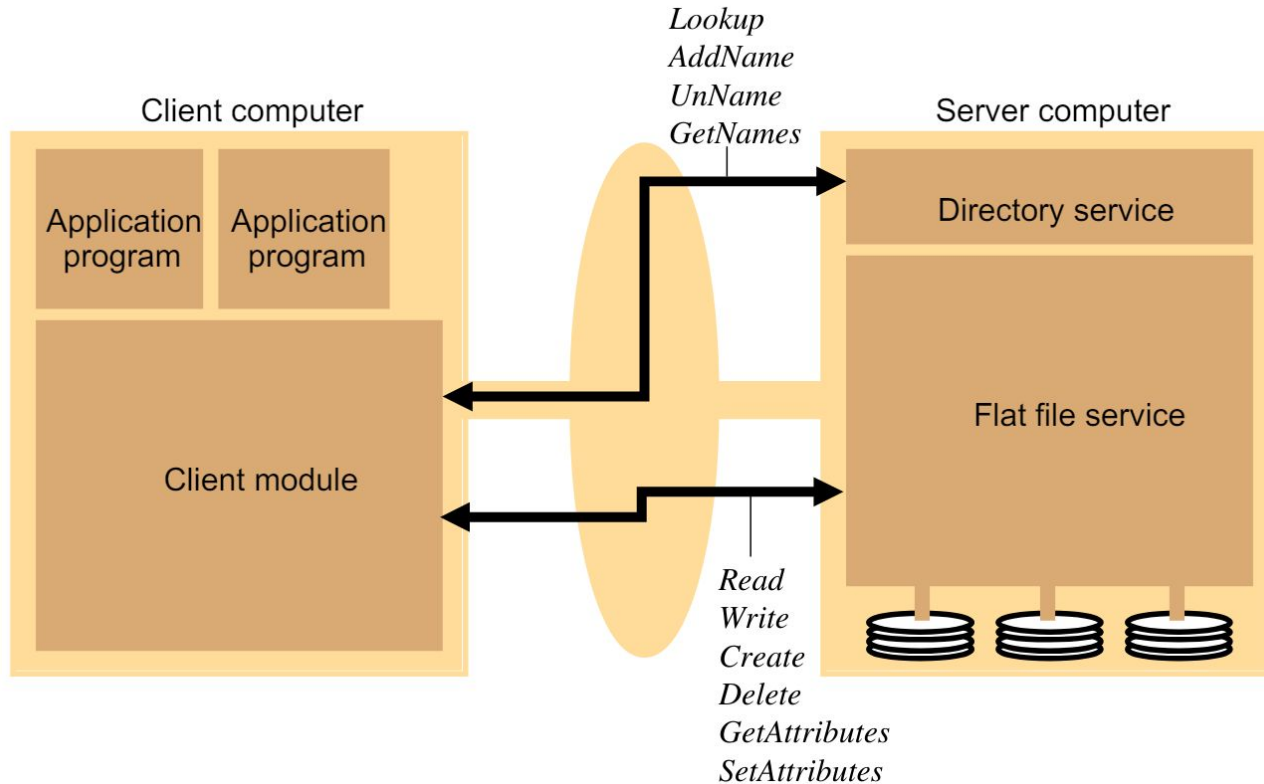 Lookup
AddName
UnName
GetNames
Client computer
Server computer
Application
program
Application
program
Directory service
Flat file service
Client module
Read
Write
Create
Delete
GetAttributes
SetAttributes